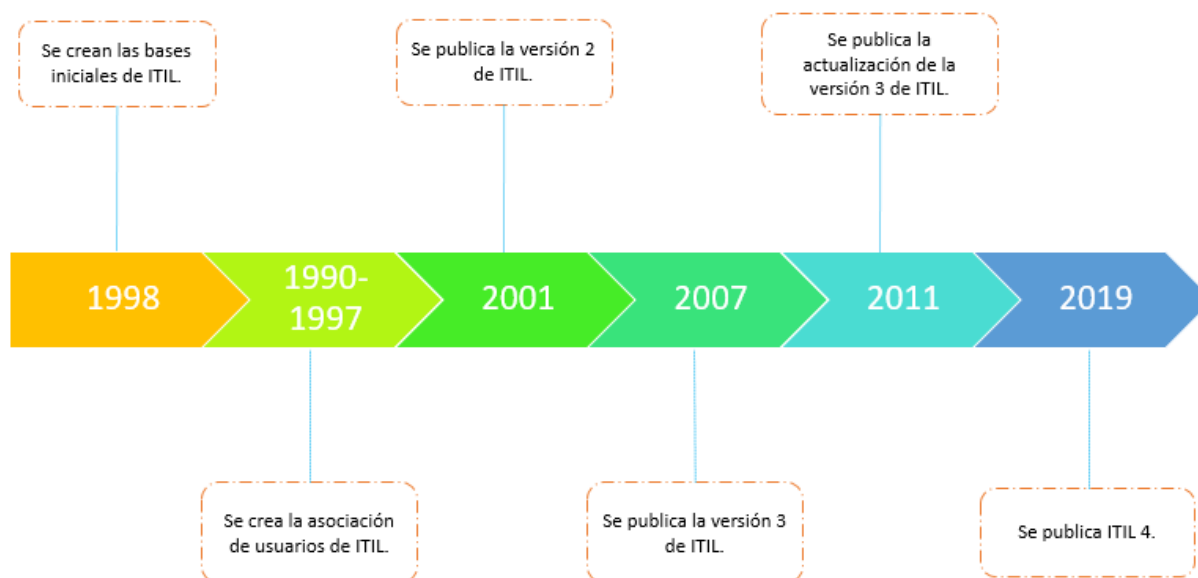 Se crean las bases
iniciales de ITIL.
Se publica la versión 2
de ITIL.
Se publica la
actualización de la
versión 3 de ITIL.
1998
1990-
1997
2001
2007
2011
2019
Se crea la asociación
de usuarios de ITIL.
Se publica la versión 3
de ITIL.
Se publica ITIL 4.